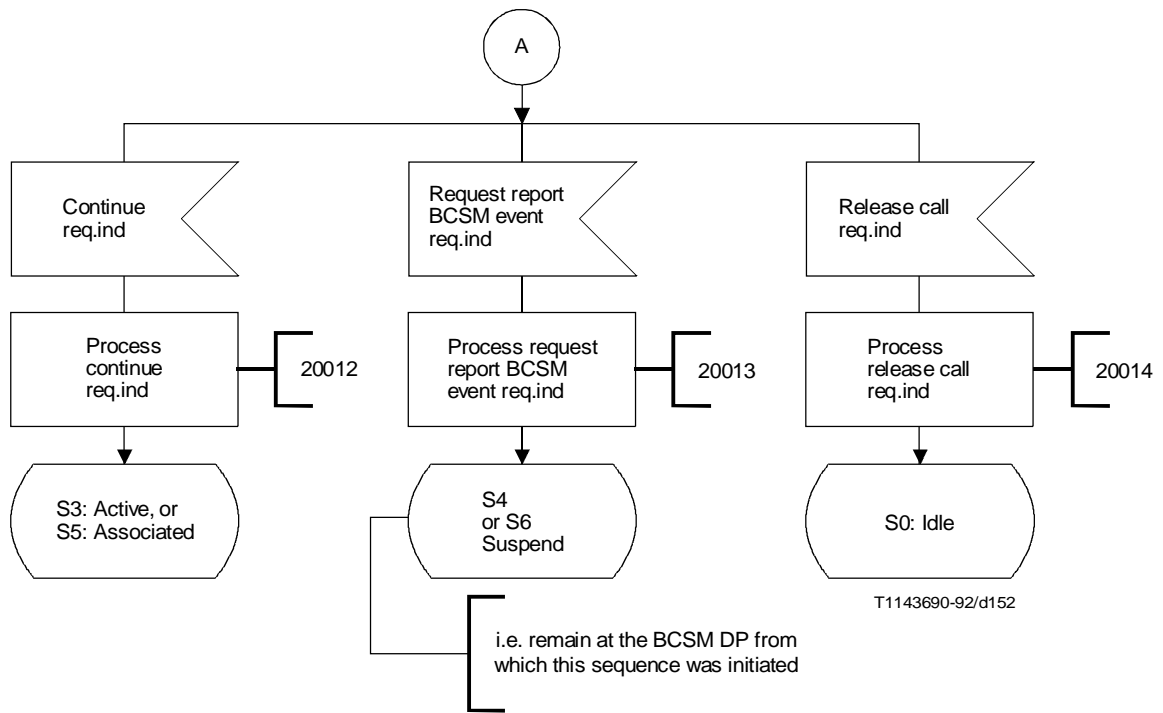 A
Continue
req.ind
Request report
BCSM event
req.ind
Release call
req.ind
Process
continue
req.ind
20012
Process request
report BCSM
event req.ind
20013
Process
release call
req.ind
20014
S3: Active, or
S5: Associated
S4
or S6
Suspend
S0: Idle
T1143690-92/d152
i.e. remain at the BCSM DP from
which this sequence was initiated